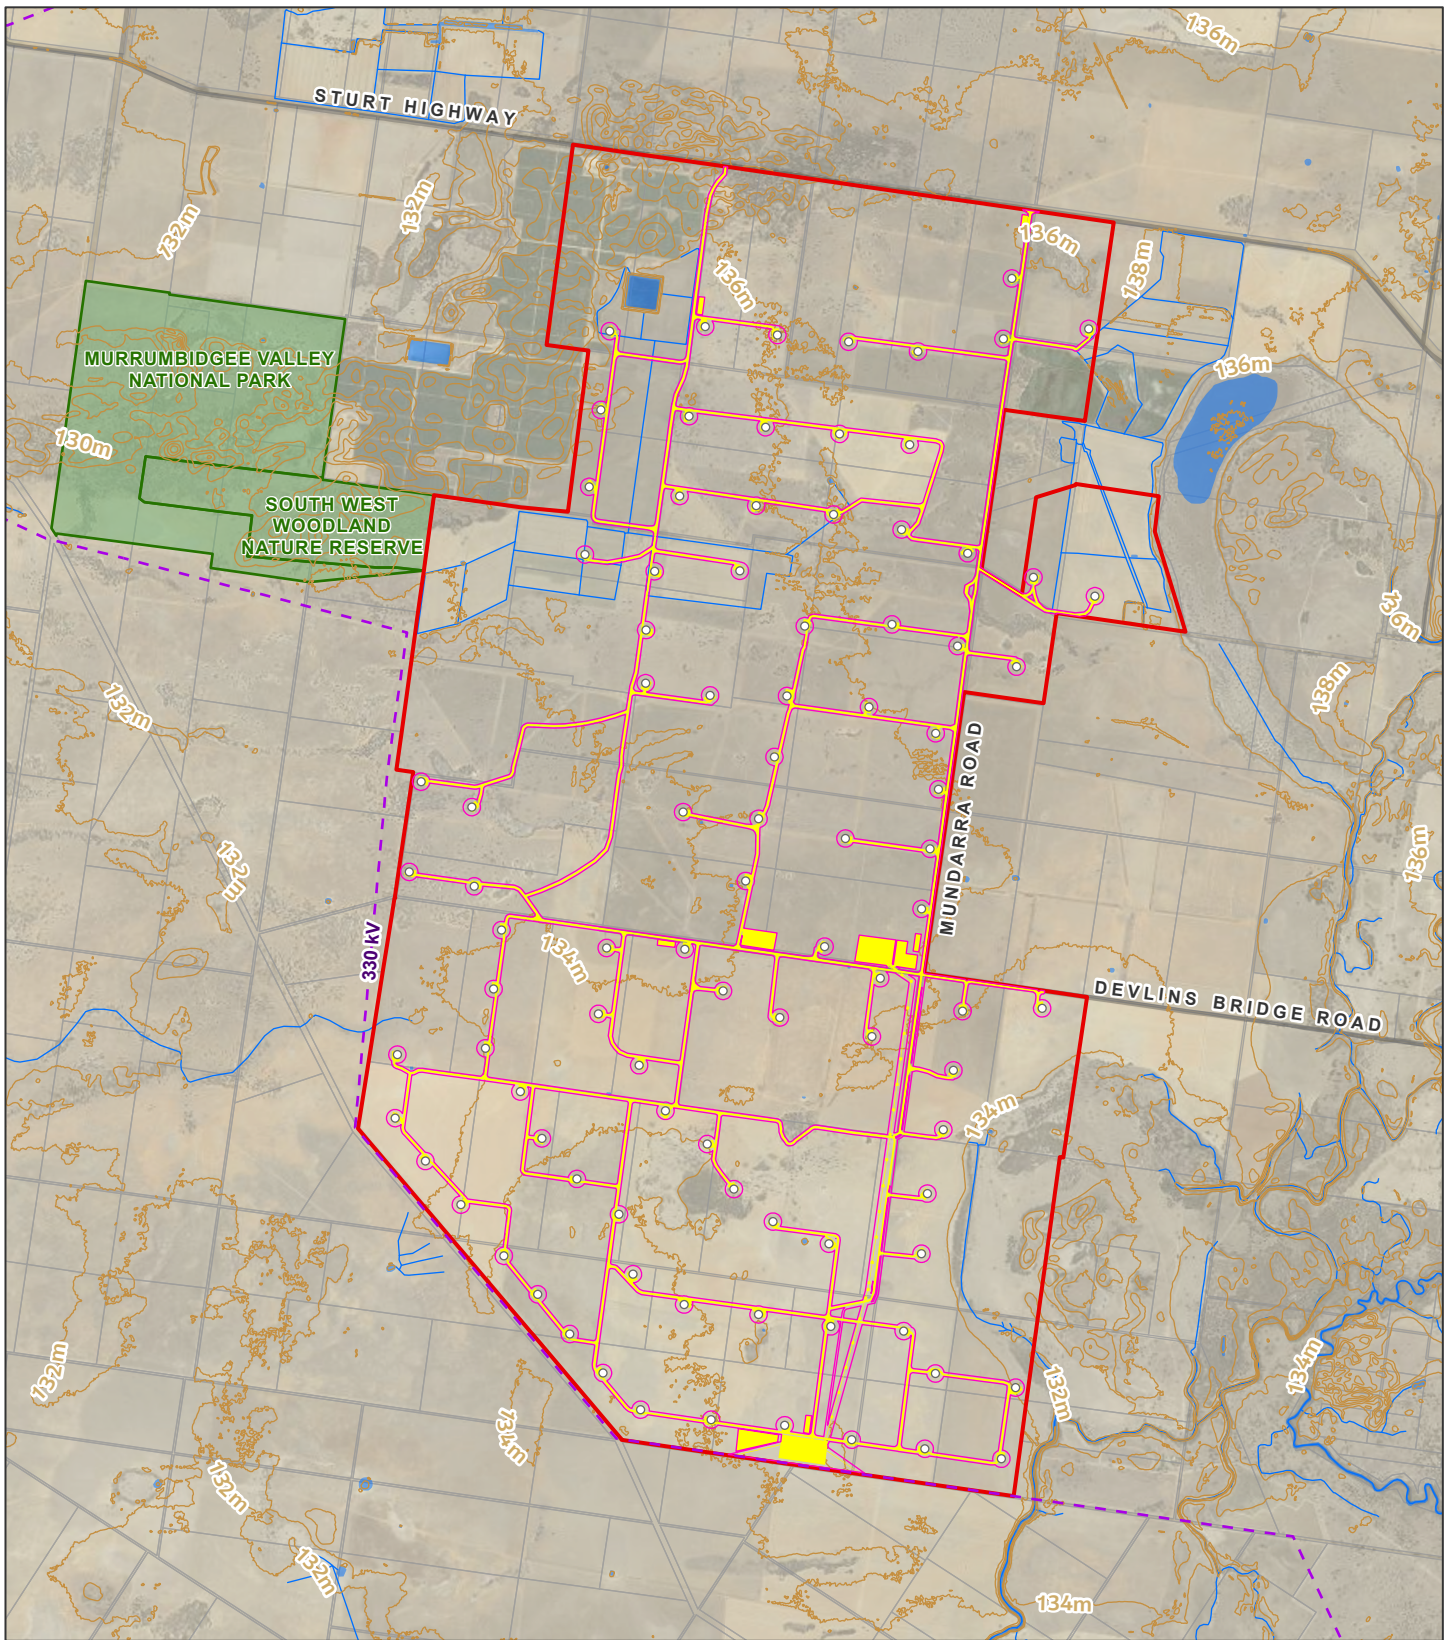 136m
STURT HIGHWAY
132m
132m
136m
138m
136m
MURRUMBIDGEE VALLEY
NATIONAL PARK
136m
130m
SOUTH WEST
WOODLAND
NATURE RESERVE
136m
132m
138m
MUNDARRA ROAD
132m
136m
330 kV
134m
DEVLINS BRIDGE ROAD
134m
132m
132m
134m
134m
132m
132m
134m